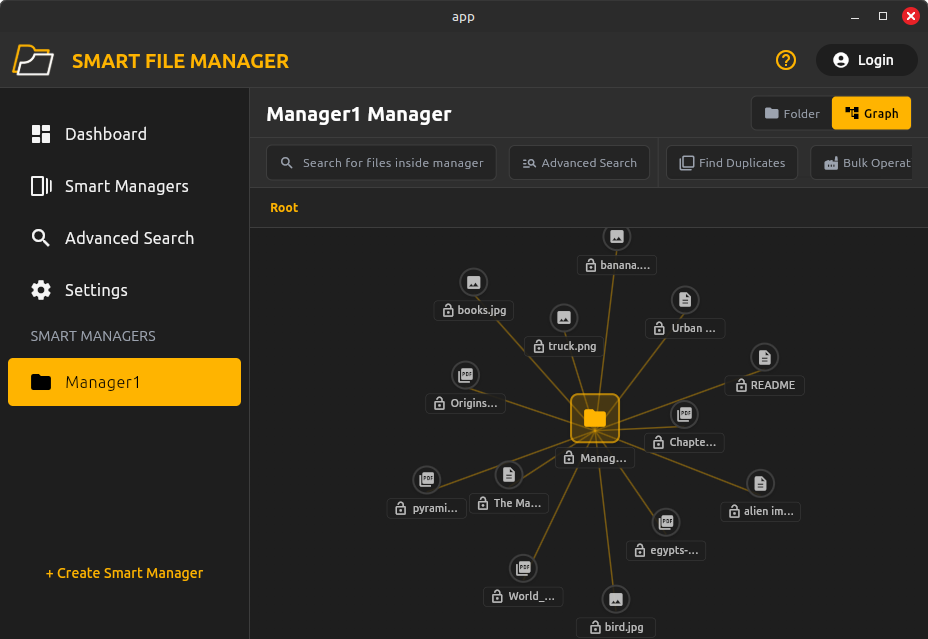 app
SMART FILE MANAGER
Login
Dashboard
Smart Managers
Advanced Search
Settings
SMART MANAGERS
Manager1
+ Create Smart Manager
Manager1 Manager
Folder
Graph
Search for files inside manager
Advanced Search
Find Duplicates
Bulk Operat
Root
banana....
books.jpg
Urban ...
truck.png
README
Origins...
Chapte...
Manag...
pyrami...
The Ma...
alien im...
egypts-...
World_...
bird.jpg